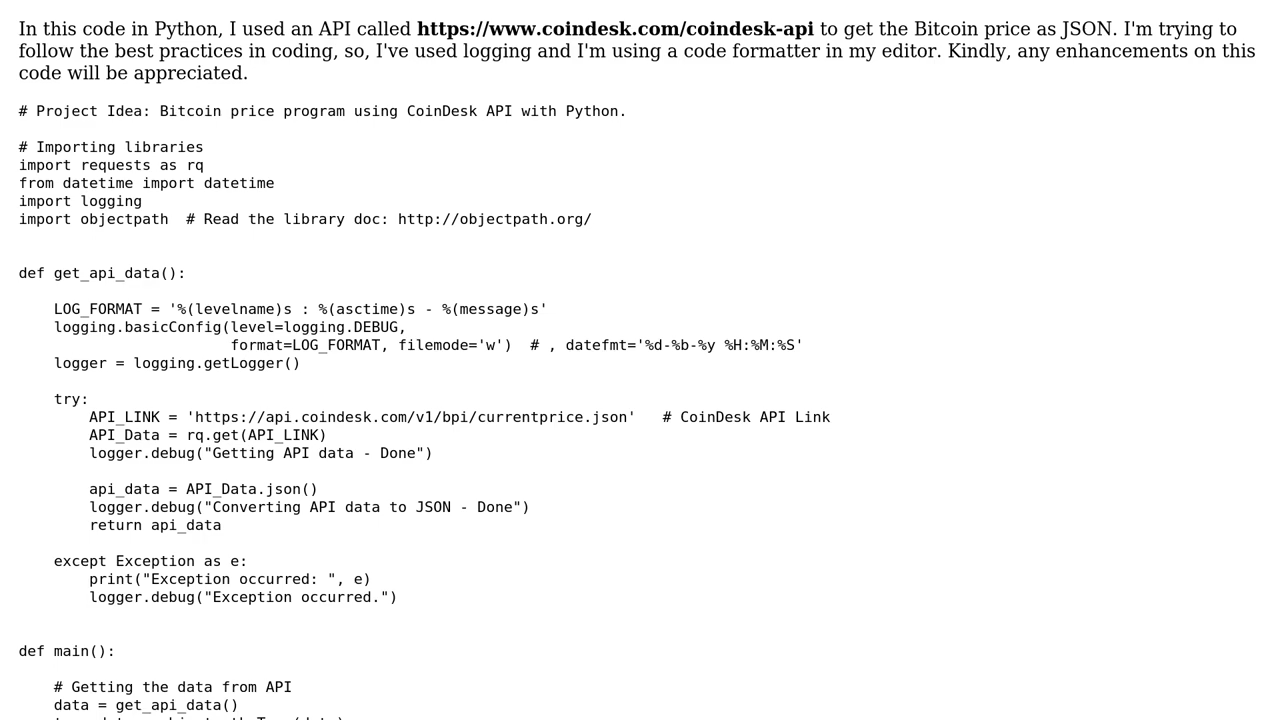 In this code in Python, I used an API called https://www.coindesk.com/coindesk-api to get the Bitcoin price as JSON. I'm trying to
follow the best practices in coding, so, I've used logging and I'm using a code formatter in my editor. Kindly, any enhancements on this
code will be appreciated.
# Project Idea: Bitcoin price program using CoinDesk API with Python.
# Importing libraries
import requests as rq
from datetime import datetime
import logging
import objectpath  # Read the library doc: http://objectpath.org/
def get_api_data():
    LOG_FORMAT = '%(levelname)s : %(asctime)s - %(message)s'
    logging.basicConfig(level=logging.DEBUG,
                        format=LOG_FORMAT, filemode='w')  # , datefmt='%d-%b-%y %H:%M:%S'
    logger = logging.getLogger()
    try:
        API_LINK = 'https://api.coindesk.com/v1/bpi/currentprice.json'   # CoinDesk API Link
        API_Data = rq.get(API_LINK)
        logger.debug("Getting API data - Done")
        api_data = API_Data.json()
        logger.debug("Converting API data to JSON - Done")
        return api_data
    except Exception as e:
        print("Exception occurred: ", e)
        logger.debug("Exception occurred.")
def main():
    # Getting the data from API
    data = get_api_data()